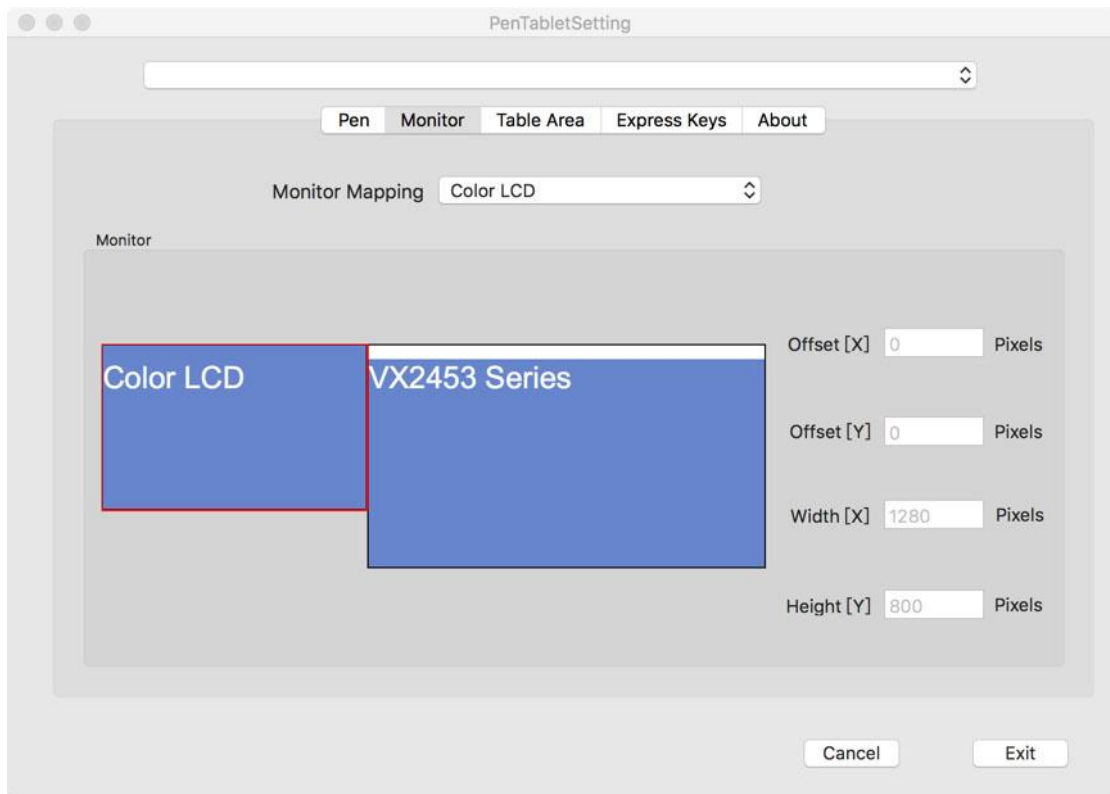 PenTabletSetting
Pen Monitor Table Area Express Keys About
Monitor Mapping Color LCD
Monitor
Color LCD
VX2453 Series
Offset [X] 0 Pixels
Offset [Y] 0 Pixels
Width [X] 1280 Pixels
Height [Y] 800 Pixels
Cancel Exit